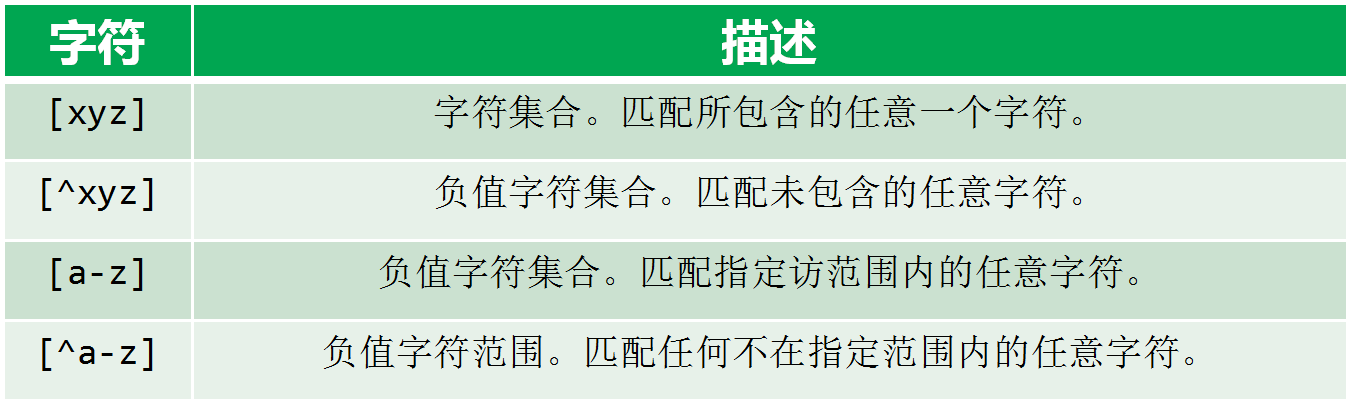 字符 描述
[xyz] 字符集合。匹配所包含的任意一个字符。
[^xyz] 负值字符集合。匹配未包含的任意字符。
[a-z] 负值字符集合。匹配指定访范围内的任意字符。
[^a-z] 负值字符范围。匹配任何不在指定范围内的任意字符。